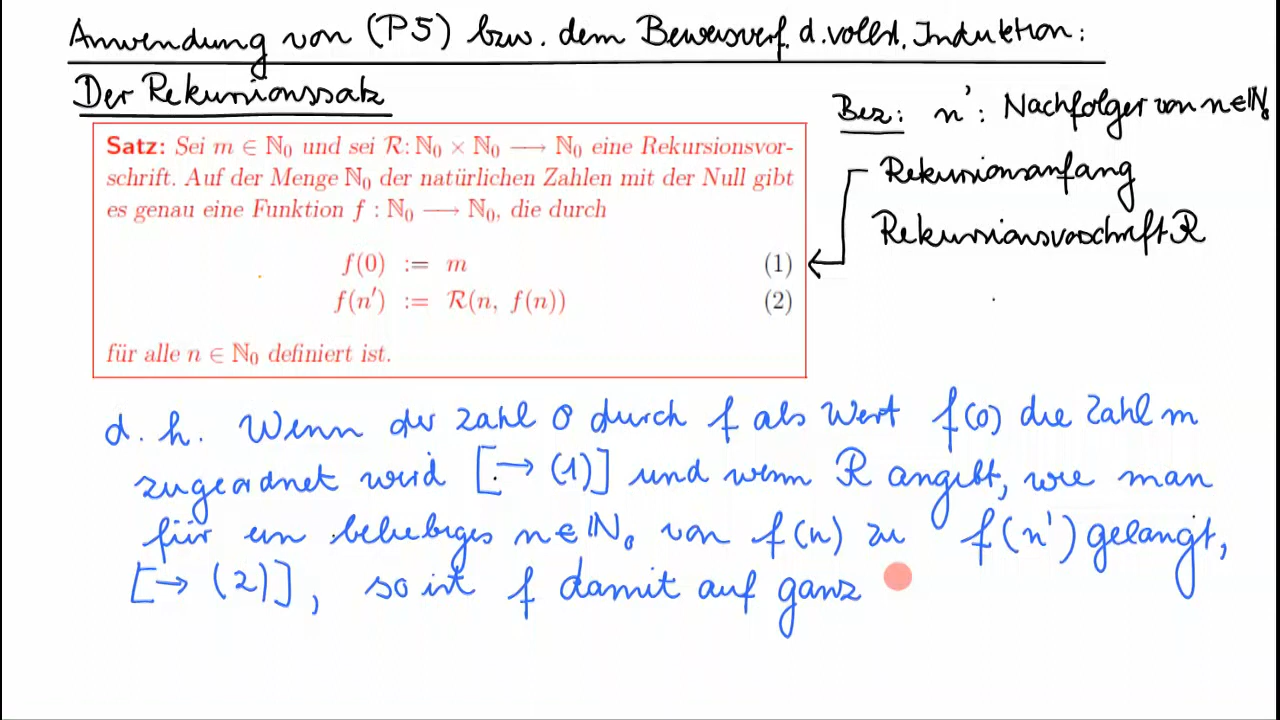 Anwendung von (P5) bzw. dem Beweisverf. d. vollst. Induktion:
Der Rekursionssatz
Bez: n': Nachfolger von n ∈ ℕ₀
Satz: Sei m ∈ ℕ₀ und sei R: ℕ₀ × ℕ₀ ⟶ ℕ₀ eine Rekursionsvor-
schrift. Auf der Menge ℕ₀ der natürlichen Zahlen mit der Null gibt
es genau eine Funktion f : ℕ₀ ⟶ ℕ₀, die durch
f(0) := m (1)
f(n') := R(n, f(n)) (2)
für alle n ∈ ℕ₀ definiert ist.
Rekursionsanfang
Rekursionsvorschrift R
d. h. Wenn der Zahl 0 durch f als Wert f(0) die Zahl m
zugeordnet wird [→ (1)] und wenn R angibt, wie man
für ein beliebiges n ∈ ℕ₀ von f(n) zu f(n') gelangt,
[→ (2)], so ist f damit auf ganz